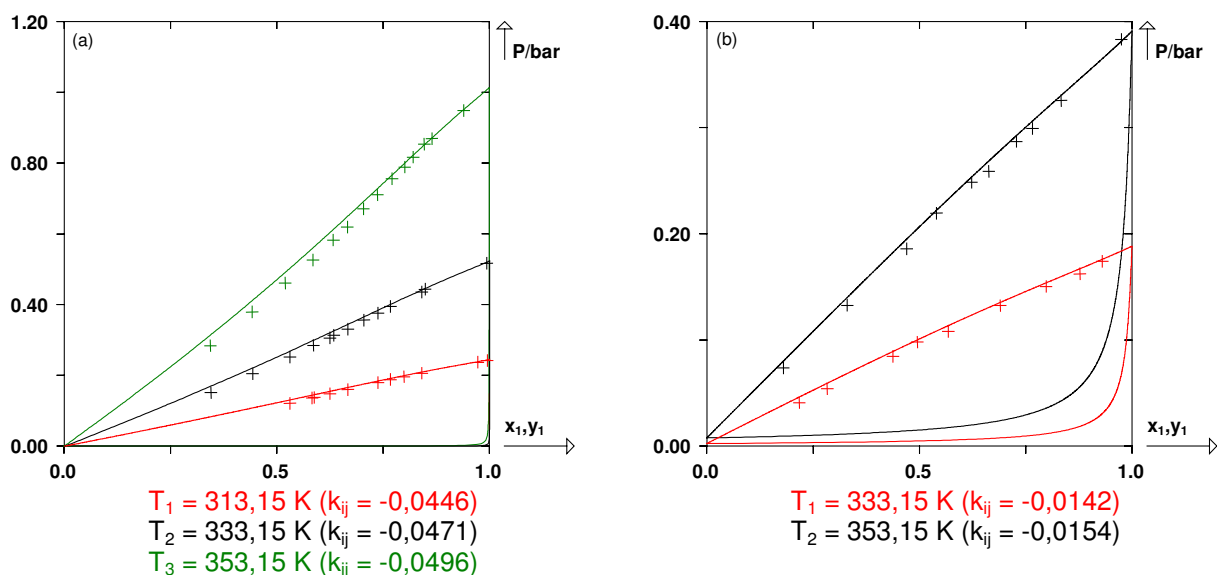 1.20
(a)
P/bar
0.80
0.40
0.00
x₁,y₁
0.0
0.5
1.0
T₁ = 313,15 K (kᵢⱼ = -0,0446)
T₂ = 333,15 K (kᵢⱼ = -0,0471)
T₃ = 353,15 K (kᵢⱼ = -0,0496)
0.40
(b)
P/bar
0.20
0.00
x₁,y₁
0.0
0.5
1.0
T₁ = 333,15 K (kᵢⱼ = -0,0142)
T₂ = 353,15 K (kᵢⱼ = -0,0154)